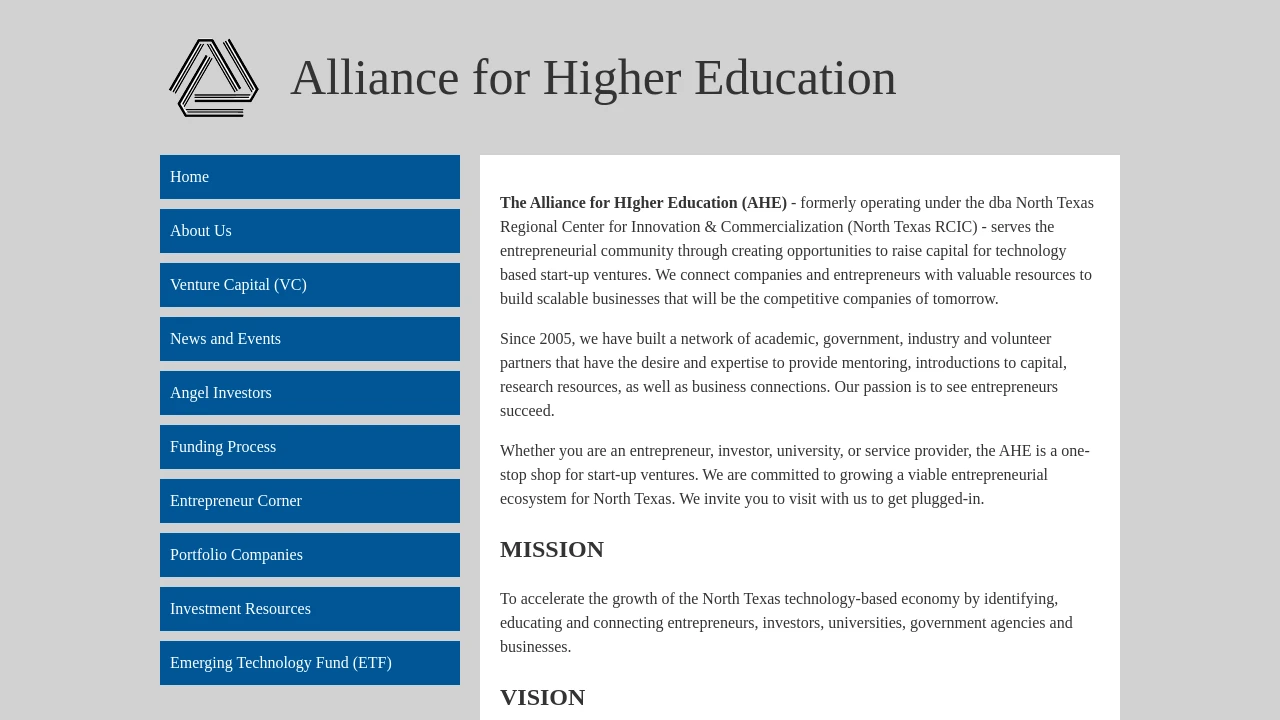 Alliance for Higher Education
Home
About Us
Venture Capital (VC)
News and Events
Angel Investors
Funding Process
Entrepreneur Corner
Portfolio Companies
Investment Resources
Emerging Technology Fund (ETF)
The Alliance for HIgher Education (AHE) - formerly operating under the dba North Texas
Regional Center for Innovation & Commercialization (North Texas RCIC) - serves the
entrepreneurial community through creating opportunities to raise capital for technology
based start-up ventures. We connect companies and entrepreneurs with valuable resources to
build scalable businesses that will be the competitive companies of tomorrow.
Since 2005, we have built a network of academic, government, industry and volunteer
partners that have the desire and expertise to provide mentoring, introductions to capital,
research resources, as well as business connections. Our passion is to see entrepreneurs
succeed.
Whether you are an entrepreneur, investor, university, or service provider, the AHE is a one-
stop shop for start-up ventures. We are committed to growing a viable entrepreneurial
ecosystem for North Texas. We invite you to visit with us to get plugged-in.
MISSION
To accelerate the growth of the North Texas technology-based economy by identifying,
educating and connecting entrepreneurs, investors, universities, government agencies and
businesses.
VISION